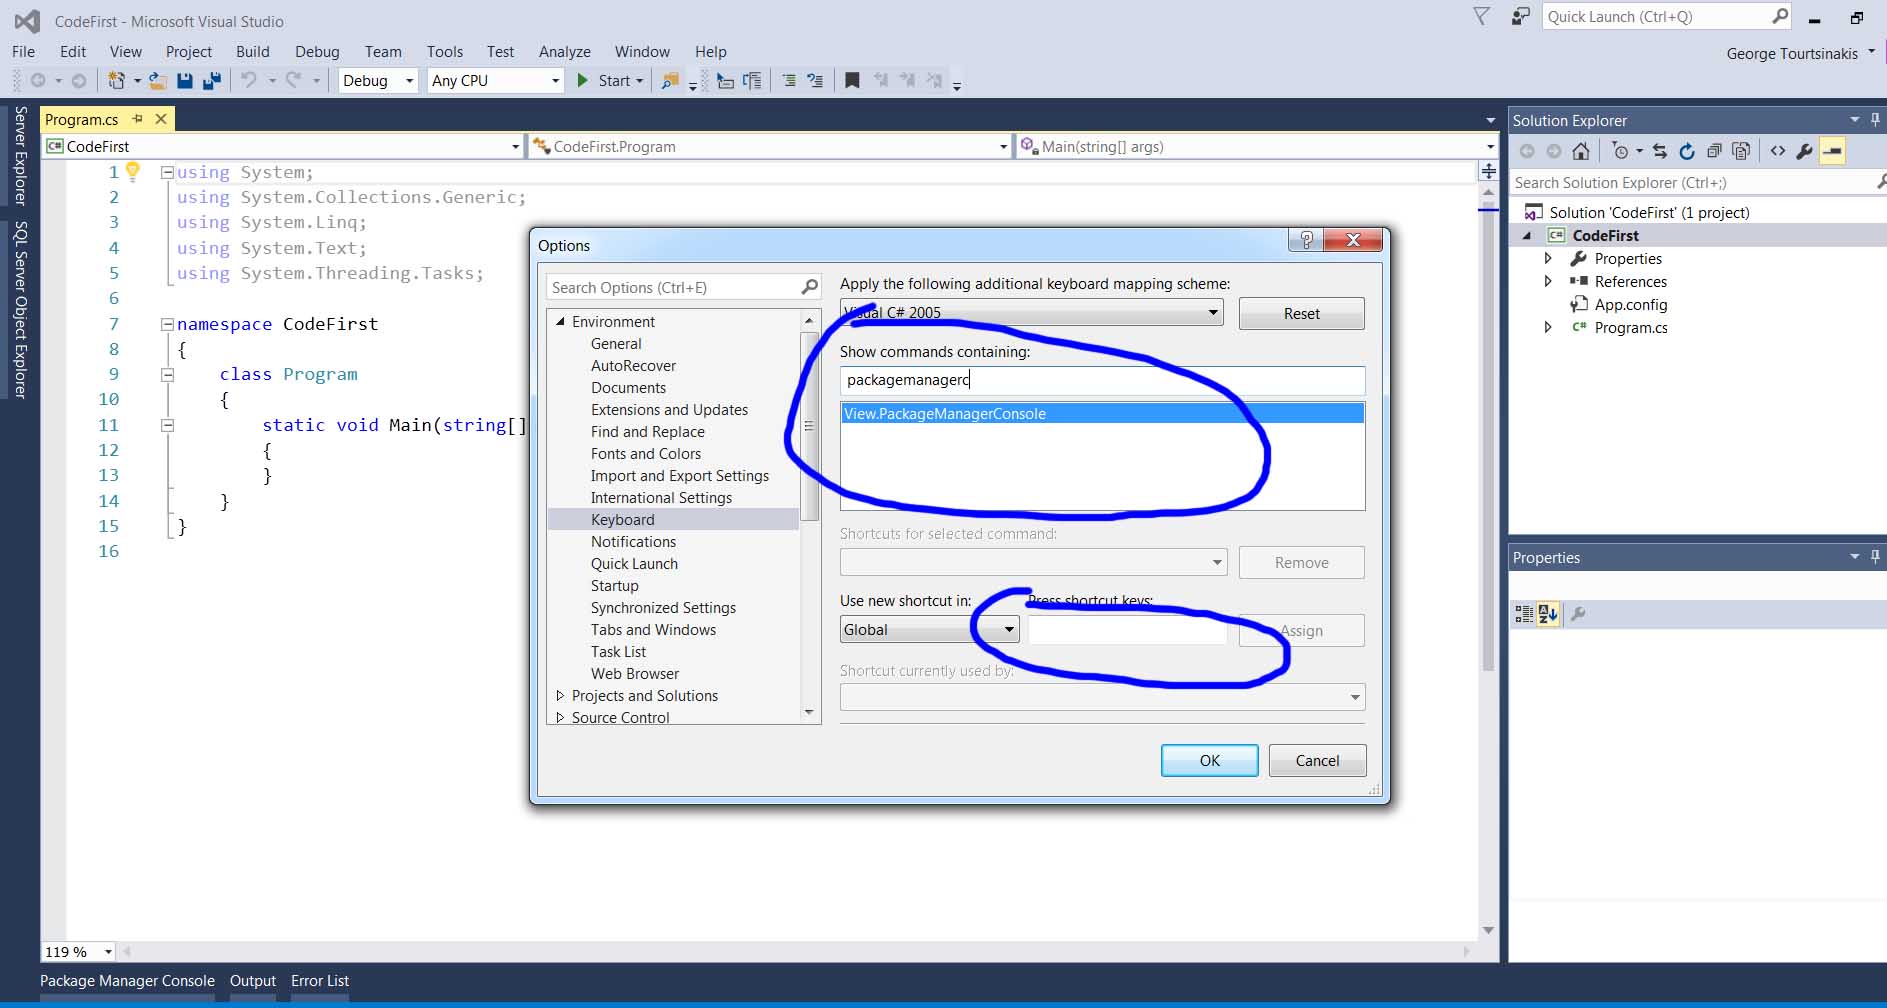 CodeFirst - Microsoft Visual Studio
Quick Launch (Ctrl+Q)
File Edit View Project Build Debug Team Tools Test Analyze Window Help
George Tourtsinakis
Debug Any CPU Start
Server Explorer
SQL Server Object Explorer
Program.cs
C# CodeFirst CodeFirst.Program Main(string[] args)
1 using System;
2 using System.Collections.Generic;
3 using System.Linq;
4 using System.Text;
5 using System.Threading.Tasks;
6
7 namespace CodeFirst
8 {
9 class Program
10 {
11 static void Main(string[]
12 {
13 }
14 }
15 }
16
119 %
Options
Search Options (Ctrl+E)
Environment
General
AutoRecover
Documents
Extensions and Updates
Find and Replace
Fonts and Colors
Import and Export Settings
International Settings
Keyboard
Notifications
Quick Launch
Startup
Synchronized Settings
Tabs and Windows
Task List
Web Browser
Projects and Solutions
Source Control
Apply the following additional keyboard mapping scheme:
Visual C# 2005 Reset
Show commands containing:
packagemanagerc
View.PackageManagerConsole
Shortcuts for selected command:
Remove
Use new shortcut in: Press shortcut keys:
Global Assign
Shortcut currently used by:
OK Cancel
Solution Explorer
Search Solution Explorer (Ctrl+;)
Solution 'CodeFirst' (1 project)
C# CodeFirst
Properties
References
App.config
C# Program.cs
Properties
Package Manager Console Output Error List